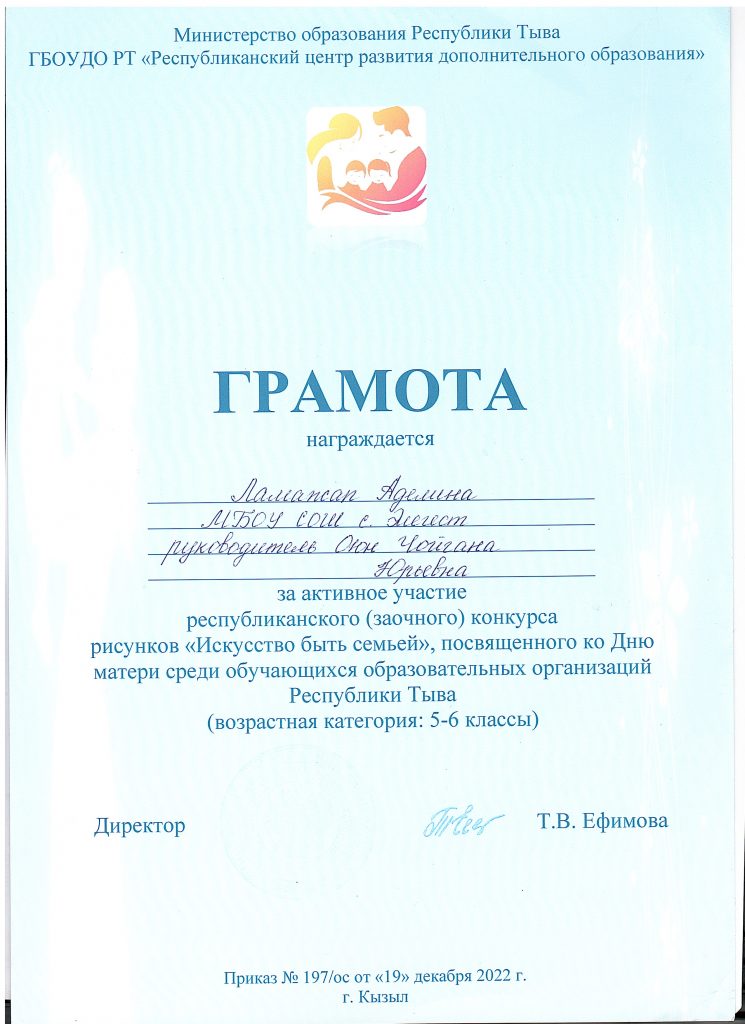 Министерство образования Республики Тыва
ГБОУДО РТ «Республиканский центр развития дополнительного образования»
ГРАМОТА
награждается
Ламажап Аделина
МБОУ СОШ с. Элегест
руководитель Оюн Чойгана
Юрьевна
за активное участие
республиканского (заочного) конкурса
рисунков «Искусство быть семьей», посвященного ко Дню
матери среди обучающихся образовательных организаций
Республики Тыва
(возрастная категория: 5-6 классы)
Директор Т.В. Ефимова
Приказ № 197/ос от «19» декабря 2022 г.
г. Кызыл